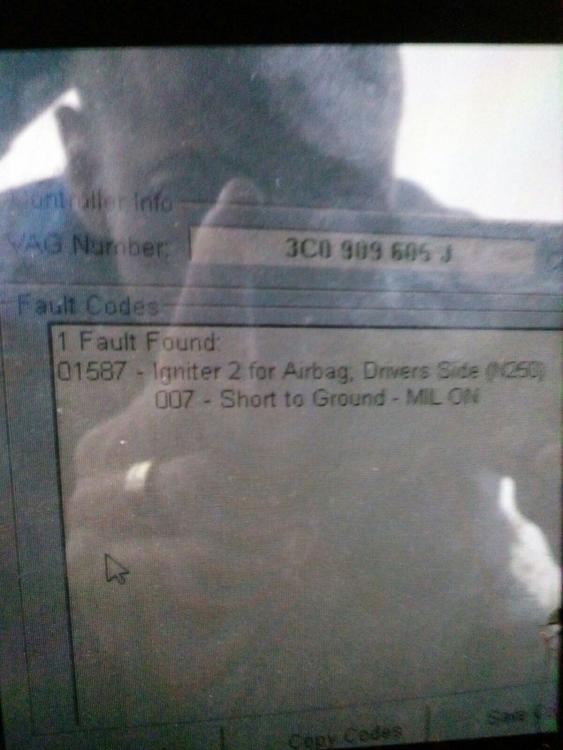 Controller Info
VAG Number: 3C0 909 605 J
Fault Codes
1 Fault Found:
01587 - Igniter 2 for Airbag; Drivers Side (N250)
007 - Short to Ground - MIL ON
Copy Codes Save